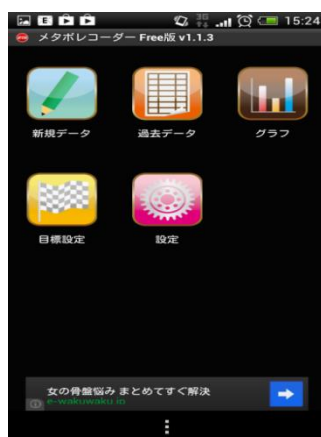 3G 15:24
メタボレコーダー Free版 v1.1.3
新規データ 過去データ グラフ
目標設定 設定
女の骨盤悩み まとめてすぐ解決
e-wakuwaku in